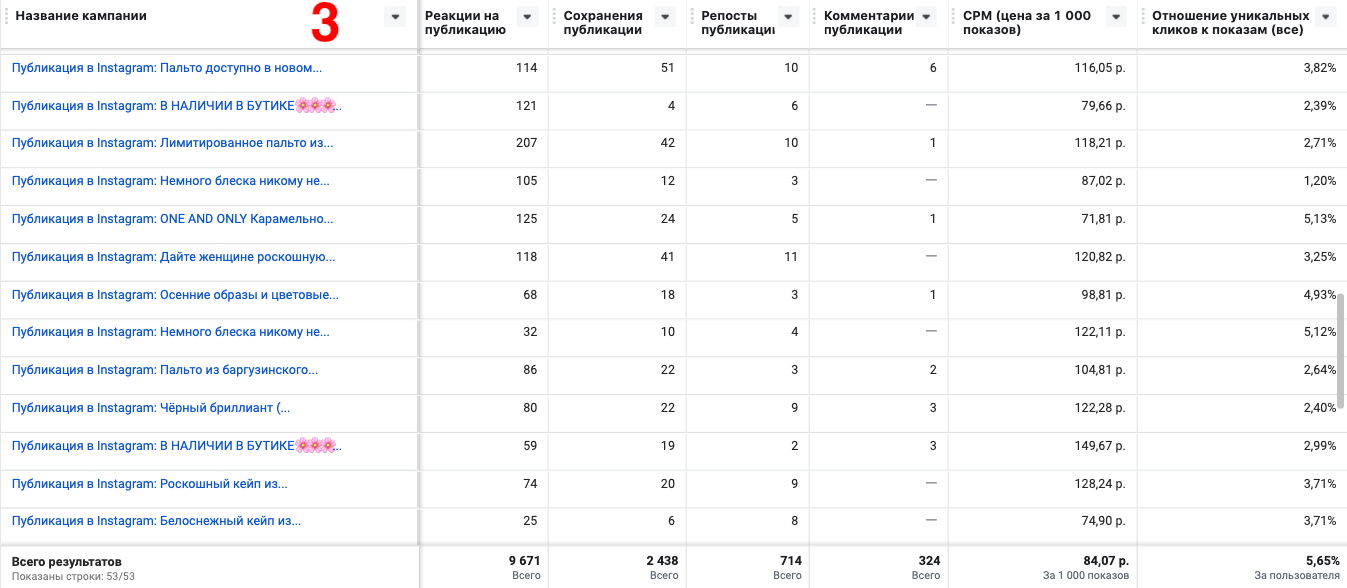 Название кампании 3 Реакции на публикацию Сохранения публикации Репосты публикации Комментарии публикации CPM (цена за 1 000 показов) Отношение уникальных кликов к показам (все)
Публикация в Instagram: Пальто доступно в новом... 114 51 10 6 116,05 р. 3,82%
Публикация в Instagram: В НАЛИЧИИ В БУТИКЕ🌸🌸🌸... 121 4 6 — 79,66 р. 2,39%
Публикация в Instagram: Лимитированное пальто из... 207 42 10 1 118,21 р. 2,71%
Публикация в Instagram: Немного блеска никому не... 105 12 3 — 87,02 р. 1,20%
Публикация в Instagram: ONE AND ONLY Карамельно... 125 24 5 1 71,81 р. 5,13%
Публикация в Instagram: Дайте женщине роскошную... 118 41 11 — 120,82 р. 3,25%
Публикация в Instagram: Осенние образы и цветовые... 68 18 3 1 98,81 р. 4,93%
Публикация в Instagram: Немного блеска никому не... 32 10 4 — 122,11 р. 5,12%
Публикация в Instagram: Пальто из баргузинского... 86 22 3 2 104,81 р. 2,64%
Публикация в Instagram: Чёрный бриллиант (... 80 22 9 3 122,28 р. 2,40%
Публикация в Instagram: В НАЛИЧИИ В БУТИКЕ🌸🌸🌸... 59 19 2 3 149,67 р. 2,99%
Публикация в Instagram: Роскошный кейп из... 74 20 9 — 128,24 р. 3,71%
Публикация в Instagram: Белоснежный кейп из... 25 6 8 — 74,90 р. 3,71%
Всего результатов 9 671 2 438 714 324 84,07 р. 5,65%
Показаны строки: 53/53 Всего Всего Всего Всего За 1 000 показов За пользователя